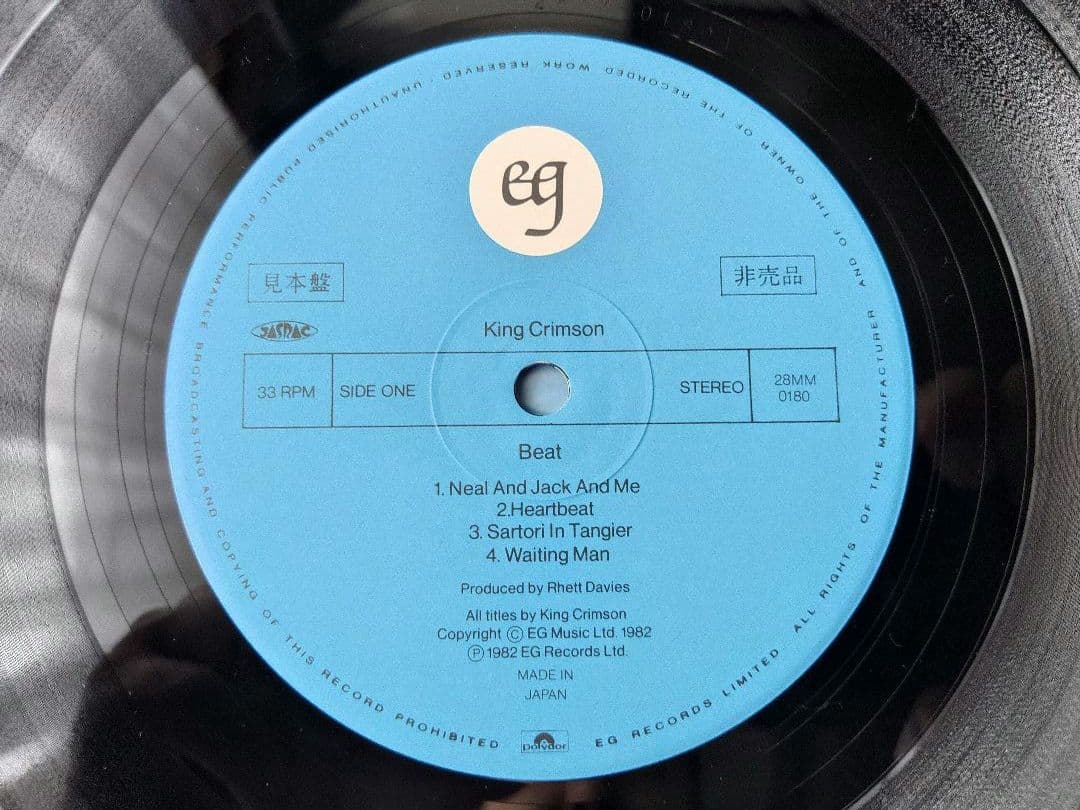 eg
見本盤
非売品
JASRAC
King Crimson
33 RPM
SIDE ONE
STEREO
28MM
0180
Beat
1. Neal And Jack And Me
2.Heartbeat
3. Sartori In Tangier
4. Waiting Man
Produced by Rhett Davies
All titles by King Crimson
Copyright Ⓒ EG Music Ltd. 1982
Ⓟ 1982 EG Records Ltd.
MADE IN
JAPAN
Polydor
EG RECORDS LIMITED ALL RIGHTS OF THE MANUFACTURER AND OF THE OWNER OF THE RECORDED WORK RESERVED · UNAUTHORISED PUBLIC PERFORMANCE BROADCASTING AND COPYING OF THIS RECORD PROHIBITED